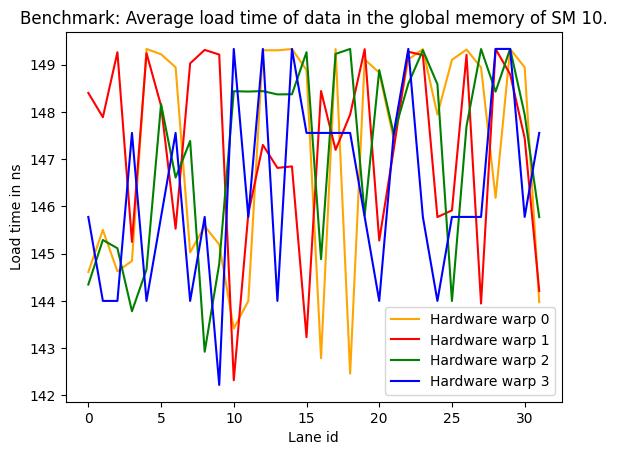 Benchmark: Average load time of data in the global memory of SM 10.
Load time in ns
149
148
147
146
145
144
143
142
0 5 10 15 20 25 30
Lane id
Hardware warp 0
Hardware warp 1
Hardware warp 2
Hardware warp 3